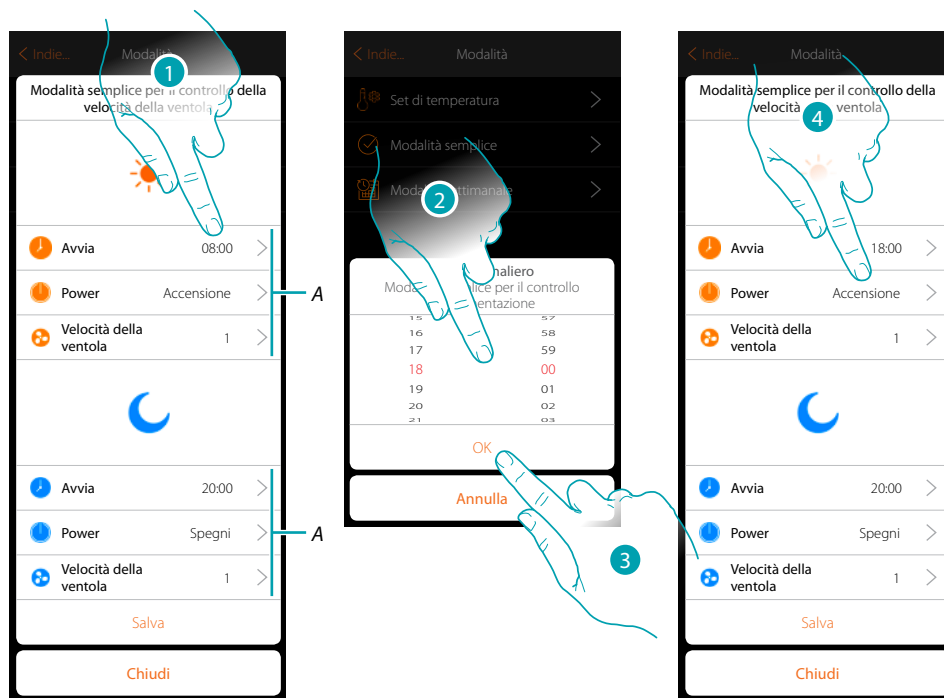 Indie...
Modalità
1
Modalità semplice per il controllo della
velocità della ventola
Avvia
08:00
Power
Accensione
Velocità della
ventola
1
A
Avvia
20:00
Power
Spegni
Velocità della
ventola
1
A
Salva
Chiudi
Indie...
Modalità
Set di temperatura
Modalità semplice
2
15 57
16 58
17 59
18 00
19 01
20 02
21 03
OK
Annulla
3
Indie...
Modalità
Modalità semplice per il controllo della
velocità ventola
4
Avvia
18:00
Power
Accensione
Velocità della
ventola
1
Avvia
20:00
Power
Spegni
Velocità della
ventola
1
Salva
Chiudi